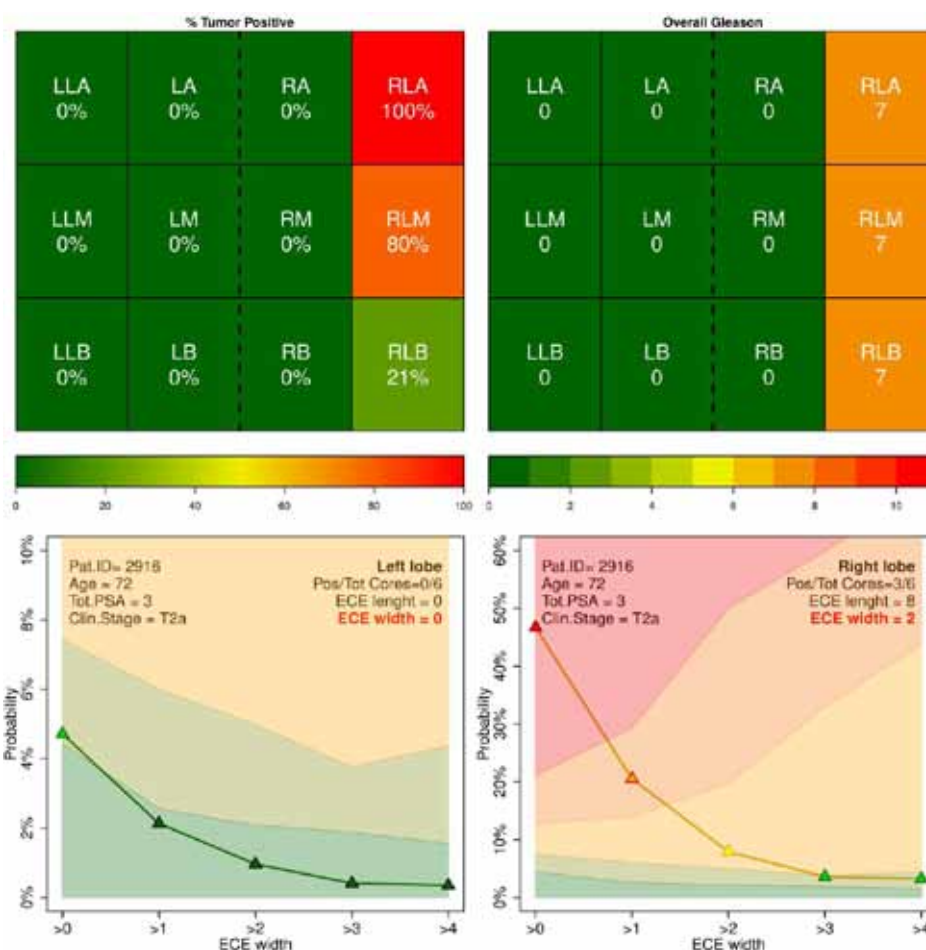 % Tumor Positive
LLA LA RA RLA
0% 0% 0% 100%
LLM LM RM RLM
0% 0% 0% 80%
LLB LB RB RLB
0% 0% 0% 21%
0 20 40 60 80 100
Overall Gleason
LLA LA RA RLA
0 0 0 7
LLM LM RM RLM
0 0 0 7
LLB LB RB RLB
0 0 0 7
0 2 4 6 8 10
Pat.ID= 2916
Age = 72
Tot.PSA = 3
Clin.Stage = T2a
Left lobe
Pos/Tot Cores=0/6
ECE lenght = 0
ECE width = 0
10%
8%
6%
4%
2%
0%
Probability
>0 >1 >2 >3 >4
ECE width
Pat.ID= 2916
Age = 72
Tot.PSA = 3
Clin.Stage = T2a
Right lobe
Pos/Tot Cores=3/6
ECE lenght = 8
ECE width = 2
60%
50%
40%
30%
20%
10%
0%
Probability
>0 >1 >2 >3 >4
ECE width